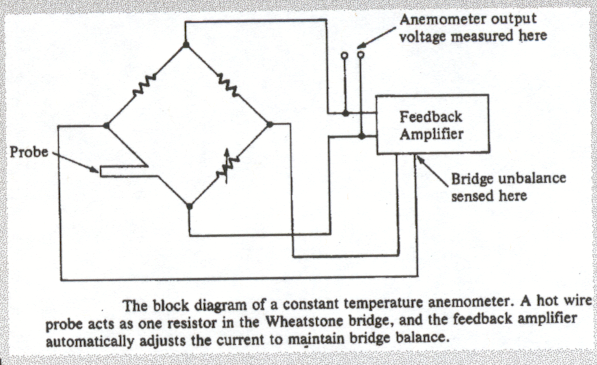 Anemometer output
voltage measured here
Feedback
Amplifier
Probe
Bridge unbalance
sensed here
The block diagram of a constant temperature anemometer. A hot wire
probe acts as one resistor in the Wheatstone bridge, and the feedback amplifier
automatically adjusts the current to maintain bridge balance.